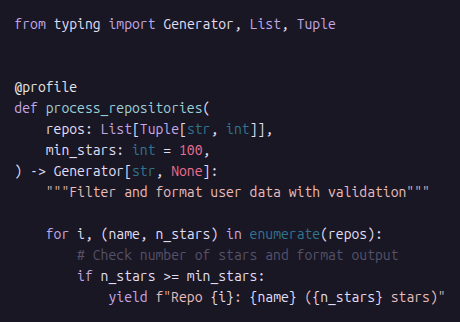 from typing import Generator, List, Tuple
@profile
def process_repositories(
    repos: List[Tuple[str, int]],
    min_stars: int = 100,
) -> Generator[str, None]:
    """Filter and format user data with validation"""
    for i, (name, n_stars) in enumerate(repos):
        # Check number of stars and format output
        if n_stars >= min_stars:
            yield f"Repo {i}: {name} ({n_stars} stars)"